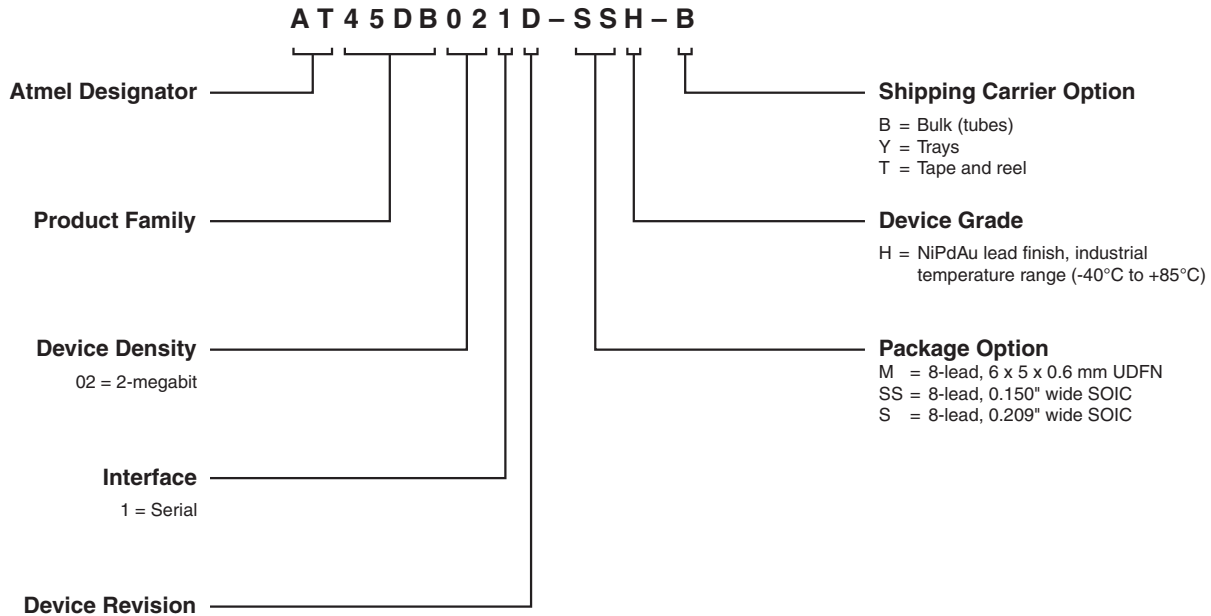 AT45DB021D–SSH–B
Atmel Designator
Product Family
Device Density
02 = 2-megabit
Interface
1 = Serial
Device Revision
Shipping Carrier Option
B = Bulk (tubes)
Y = Trays
T = Tape and reel
Device Grade
H = NiPdAu lead finish, industrial
temperature range (-40°C to +85°C)
Package Option
M = 8-lead, 6 x 5 x 0.6 mm UDFN
SS = 8-lead, 0.150" wide SOIC
S = 8-lead, 0.209" wide SOIC